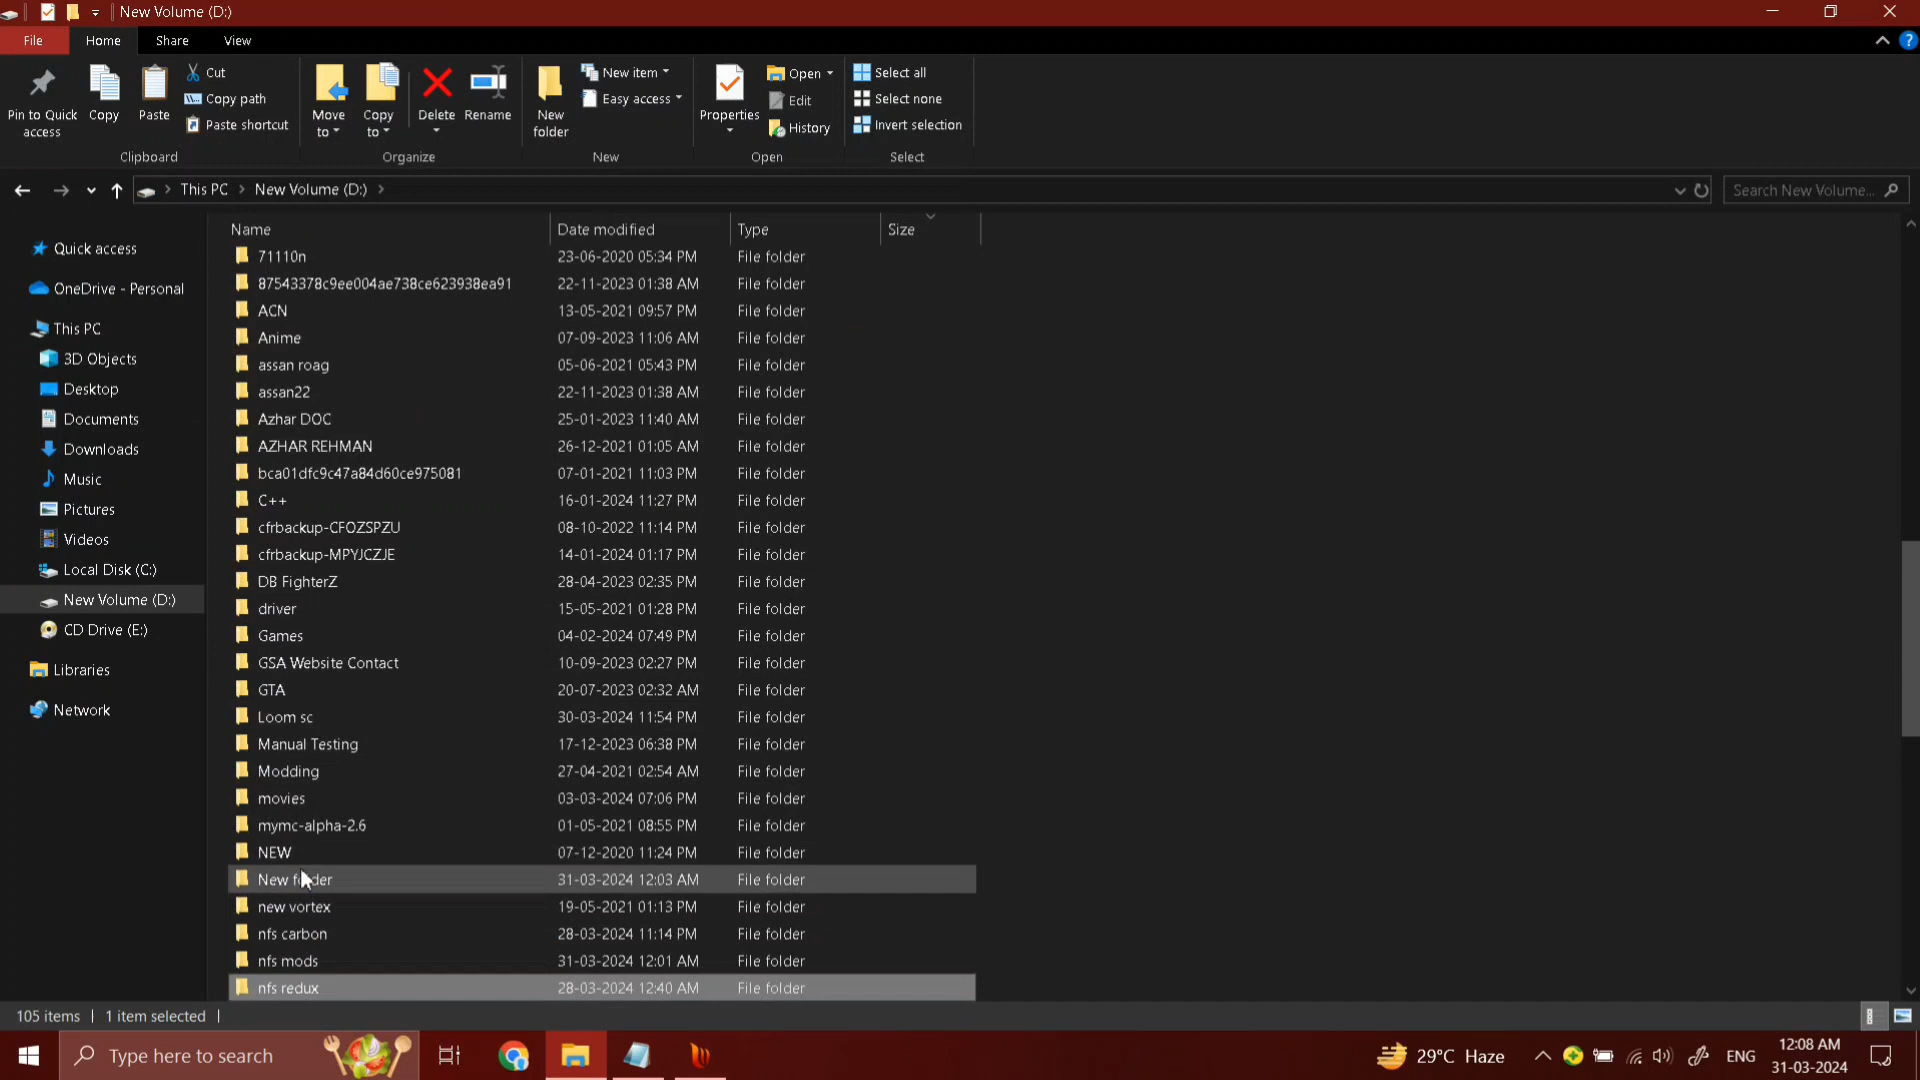 New Volume (D:)
File Home Share View
Pin to Quick access
Copy
Paste
Cut
Copy path
Paste shortcut
Clipboard
Move to
Copy to
Delete
Rename
Organize
New folder
New item
Easy access
New
Properties
Open
Edit
History
Open
Select all
Select none
Invert selection
Select
This PC > New Volume (D:) >
Search New Volume...
Quick access
OneDrive - Personal
This PC
3D Objects
Desktop
Documents
Downloads
Music
Pictures
Videos
Local Disk (C:)
New Volume (D:)
CD Drive (E:)
Libraries
Network
Name Date modified Type Size
71110n 23-06-2020 05:34 PM File folder
87543378c9ee004ae738ce623938ea91 22-11-2023 01:38 AM File folder
ACN 13-05-2021 09:57 PM File folder
Anime 07-09-2023 11:06 AM File folder
assan roag 05-06-2021 05:43 PM File folder
assan22 22-11-2023 01:38 AM File folder
Azhar DOC 25-01-2023 11:40 AM File folder
AZHAR REHMAN 26-12-2021 01:05 AM File folder
bca01dfc9c47a84d60ce975081 07-01-2021 11:03 PM File folder
C++ 16-01-2024 11:27 PM File folder
cfrbackup-CFOZSPZU 08-10-2022 11:14 PM File folder
cfrbackup-MPYJCZJE 14-01-2024 01:17 PM File folder
DB FighterZ 28-04-2023 02:35 PM File folder
driver 15-05-2021 01:28 PM File folder
Games 04-02-2024 07:49 PM File folder
GSA Website Contact 10-09-2023 02:27 PM File folder
GTA 20-07-2023 02:32 AM File folder
Loom sc 30-03-2024 11:54 PM File folder
Manual Testing 17-12-2023 06:38 PM File folder
Modding 27-04-2021 02:54 AM File folder
movies 03-03-2024 07:06 PM File folder
mymc-alpha-2.6 01-05-2021 08:55 PM File folder
NEW 07-12-2020 11:24 PM File folder
New folder 31-03-2024 12:03 AM File folder
new vortex 19-05-2021 01:13 PM File folder
nfs carbon 28-03-2024 11:14 PM File folder
nfs mods 31-03-2024 12:01 AM File folder
nfs redux 28-03-2024 12:40 AM File folder
105 items | 1 item selected |
Type here to search
29°C Haze
ENG
12:08 AM
31-03-2024